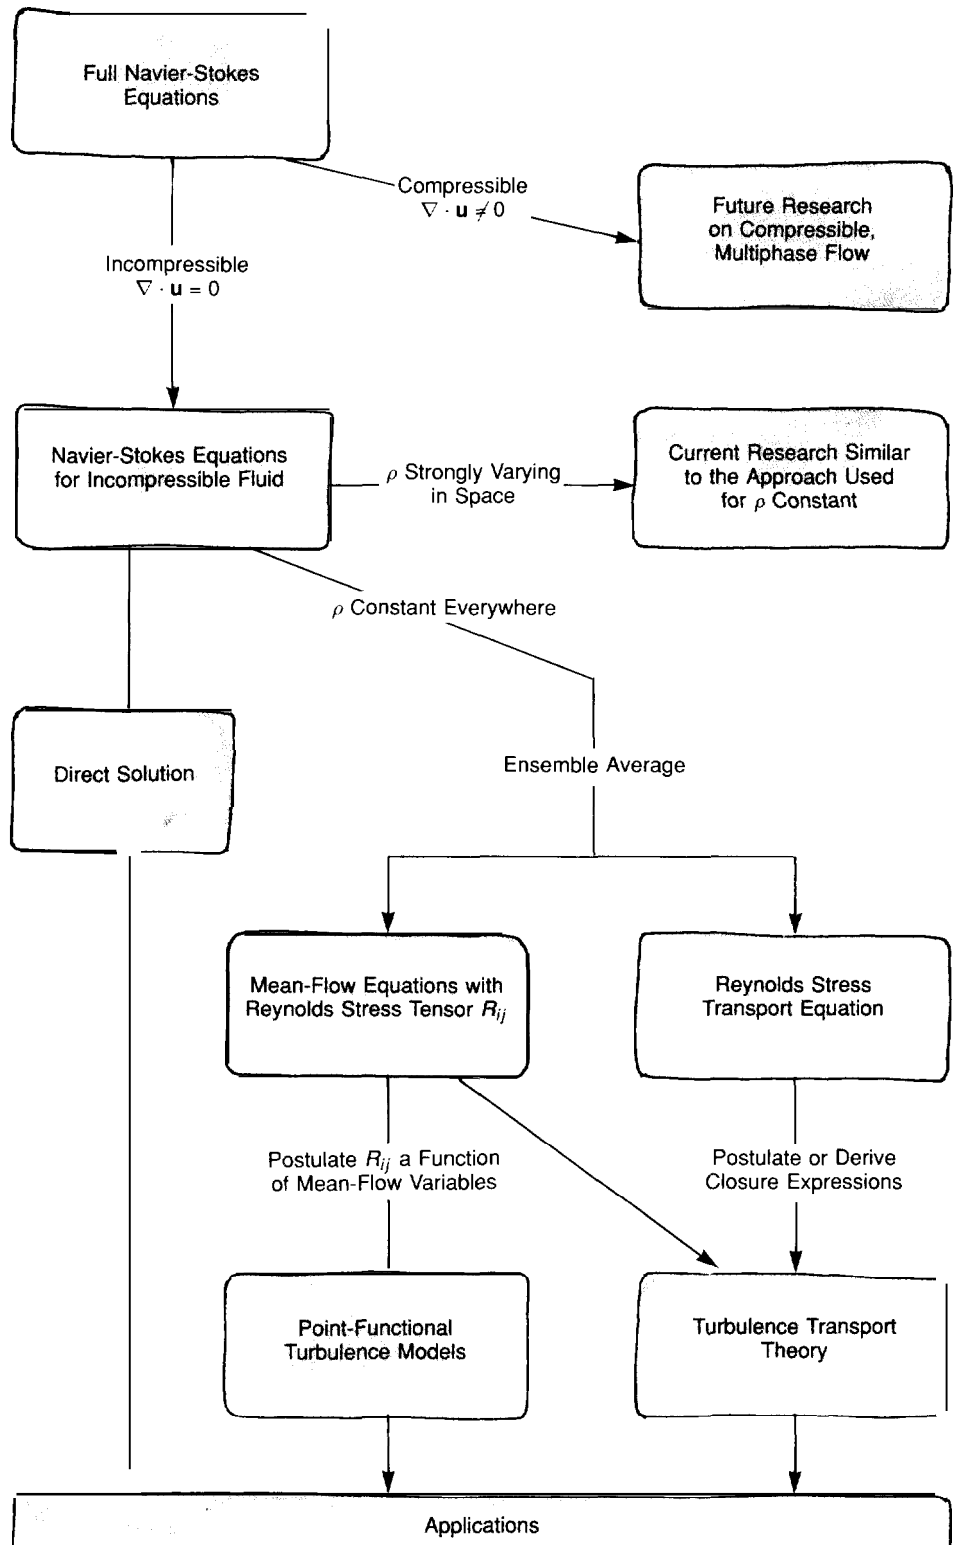 Full Navier-Stokes
Equations
Compressible
∇ · u ≠ 0
Future Research
on Compressible,
Multiphase Flow
Incompressible
∇ · u = 0
Navier-Stokes Equations
for Incompressible Fluid
ρ Strongly Varying
in Space
Current Research Similar
to the Approach Used
for ρ Constant
ρ Constant Everywhere
Direct Solution
Ensemble Average
Mean-Flow Equations with
Reynolds Stress Tensor Rij
Reynolds Stress
Transport Equation
Postulate Rij a Function
of Mean-Flow Variables
Postulate or Derive
Closure Expressions
Point-Functional
Turbulence Models
Turbulence Transport
Theory
Applications